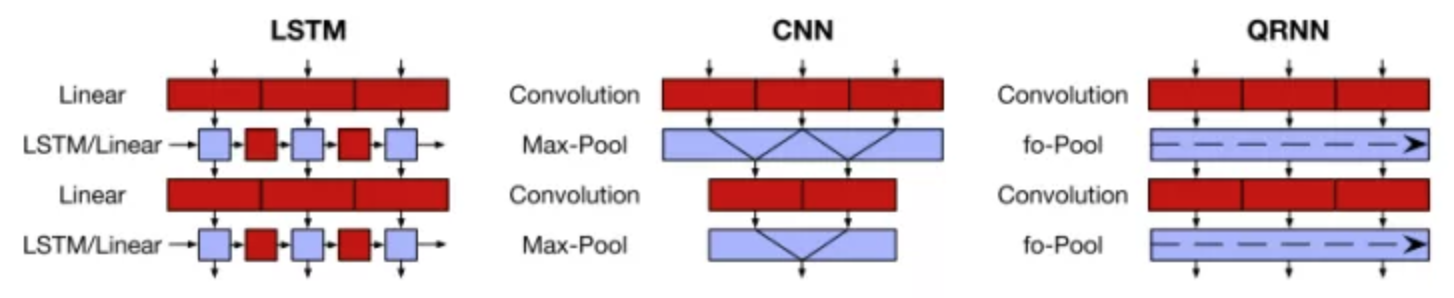 LSTM
Linear
LSTM/Linear
Linear
LSTM/Linear
CNN
Convolution
Max-Pool
Convolution
Max-Pool
QRNN
Convolution
fo-Pool
Convolution
fo-Pool